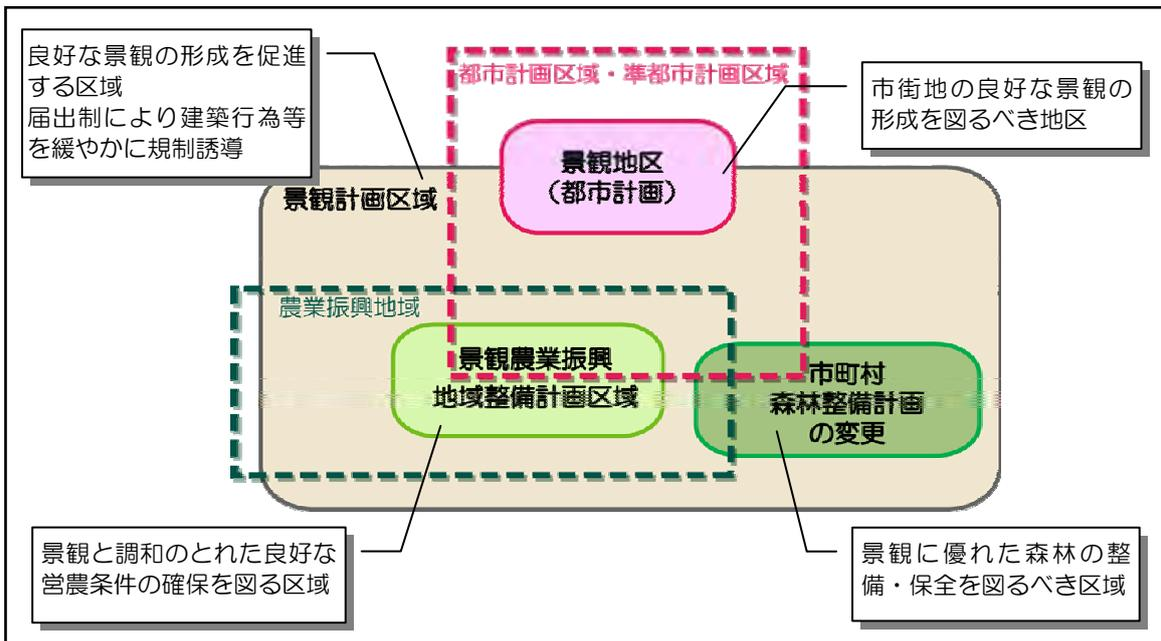 良好な景観の形成を促進
する区域
届出制により建築行為等
を緩やかに規制誘導
都市計画区域・準都市計画区域
市街地の良好な景観の
形成を図るべき地区
景観地区
（都市計画）
景観計画区域
農業振興地域
景観農業振興
地域整備計画区域
市町村
森林整備計画
の変更
景観と調和のとれた良好な
営農条件の確保を図る区域
景観に優れた森林の整
備・保全を図るべき区域